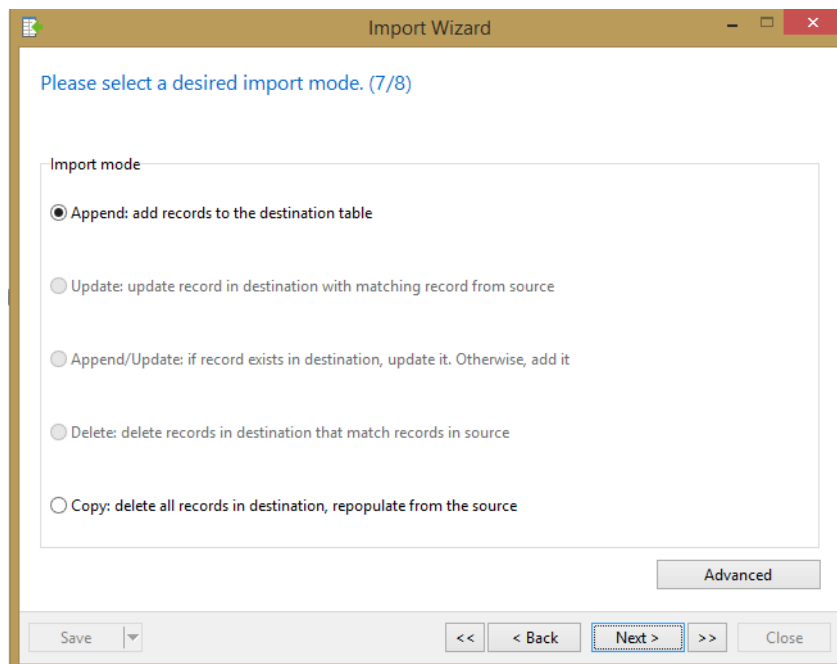 Import Wizard
Please select a desired import mode. (7/8)
Import mode
Append: add records to the destination table
Update: update record in destination with matching record from source
Append/Update: if record exists in destination, update it. Otherwise, add it
Delete: delete records in destination that match records in source
Copy: delete all records in destination, repopulate from the source
Advanced
Save << < Back Next > >> Close